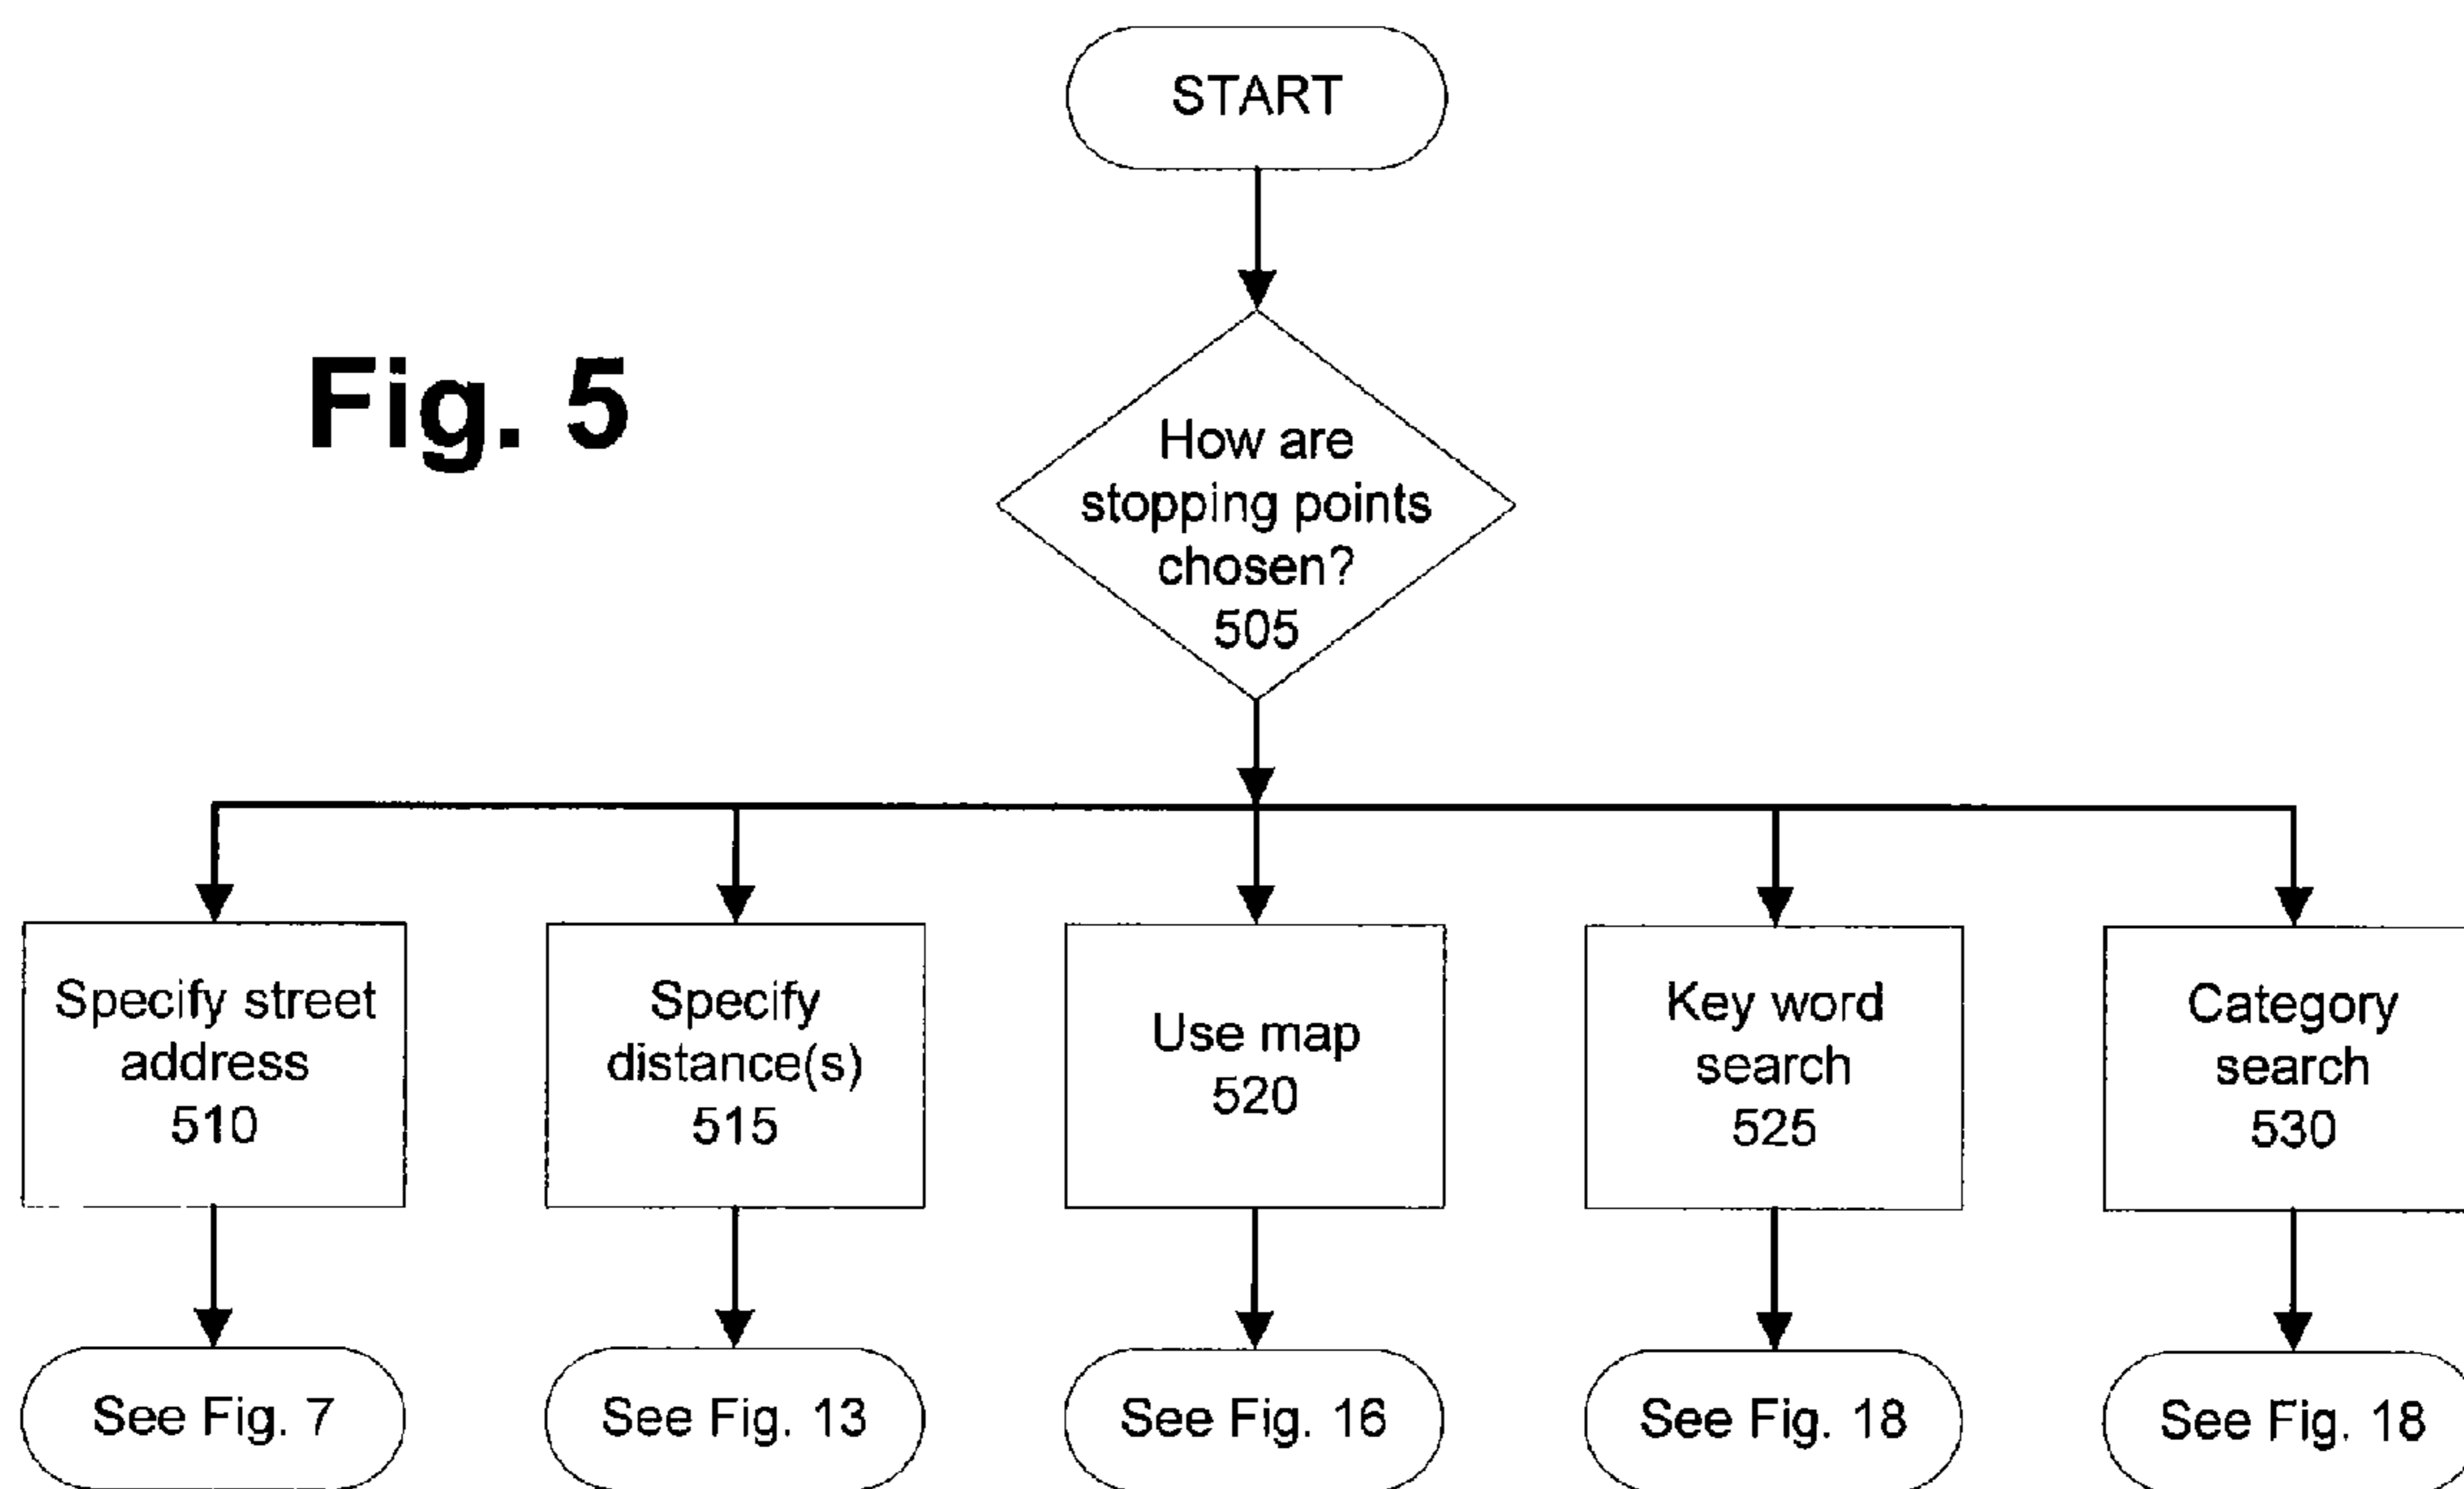 START
Fig. 5
How are
stopping points
chosen?
505
Specify street
address
510
Specify
distance(s)
515
Use map
520
Key word
search
525
Category
search
530
See Fig. 7
See Fig. 13
See Fig. 16
See Fig. 18
See Fig. 18